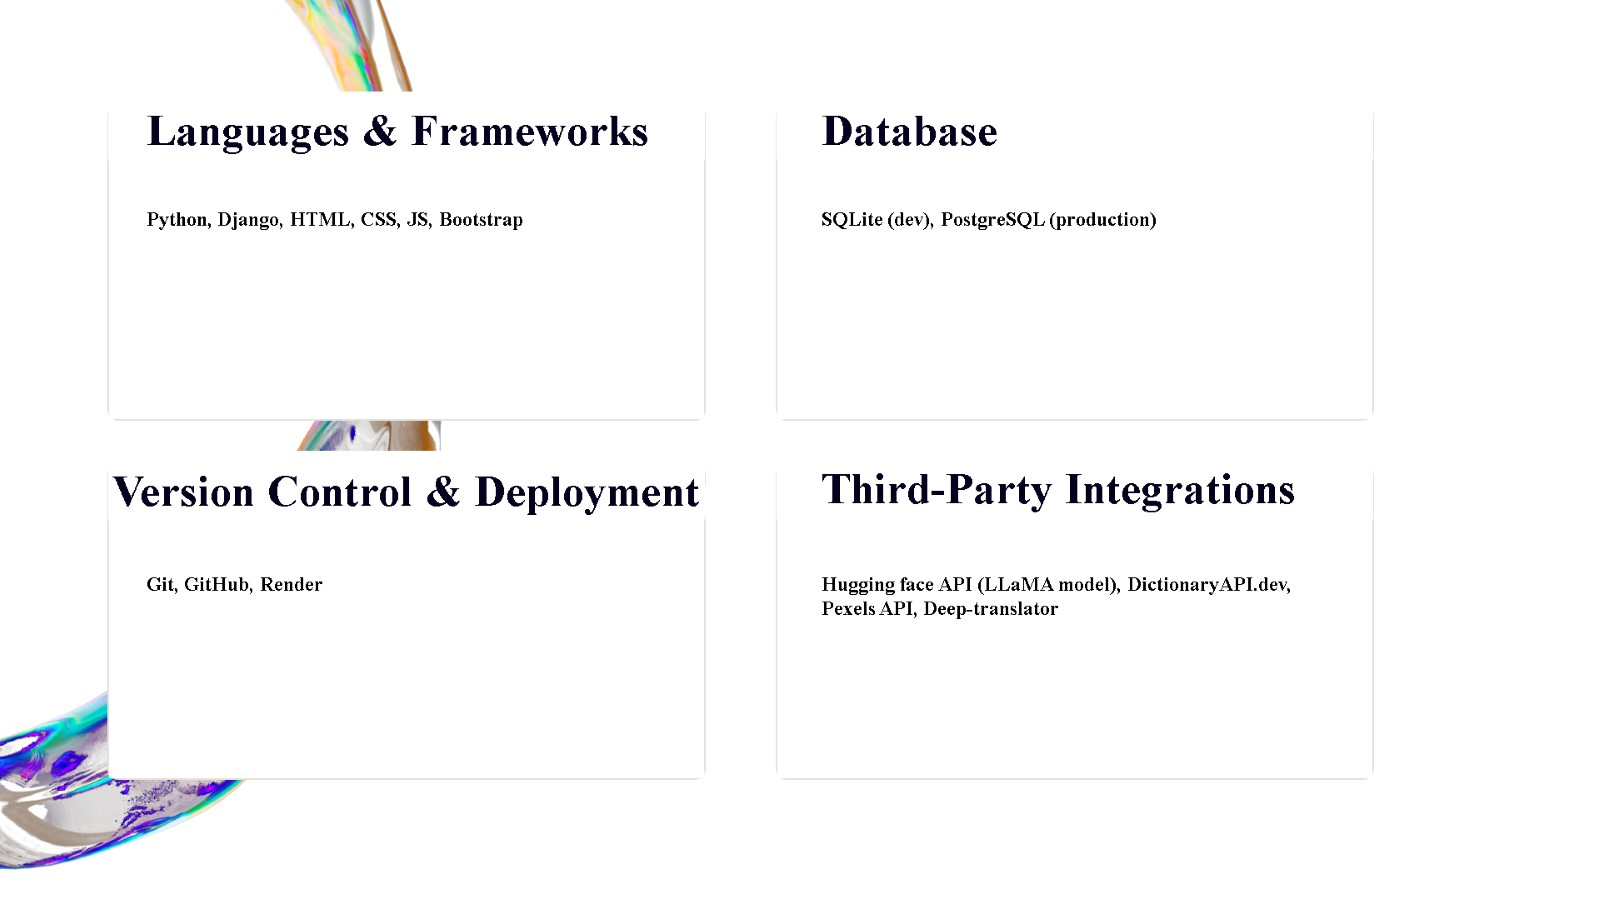 Languages & Frameworks
Python, Django, HTML, CSS, JS, Bootstrap
Database
SQLite (dev), PostgreSQL (production)
Version Control & Deployment
Git, GitHub, Render
Third-Party Integrations
Hugging face API (LLaMA model), DictionaryAPI.dev,
Pexels API, Deep-translator